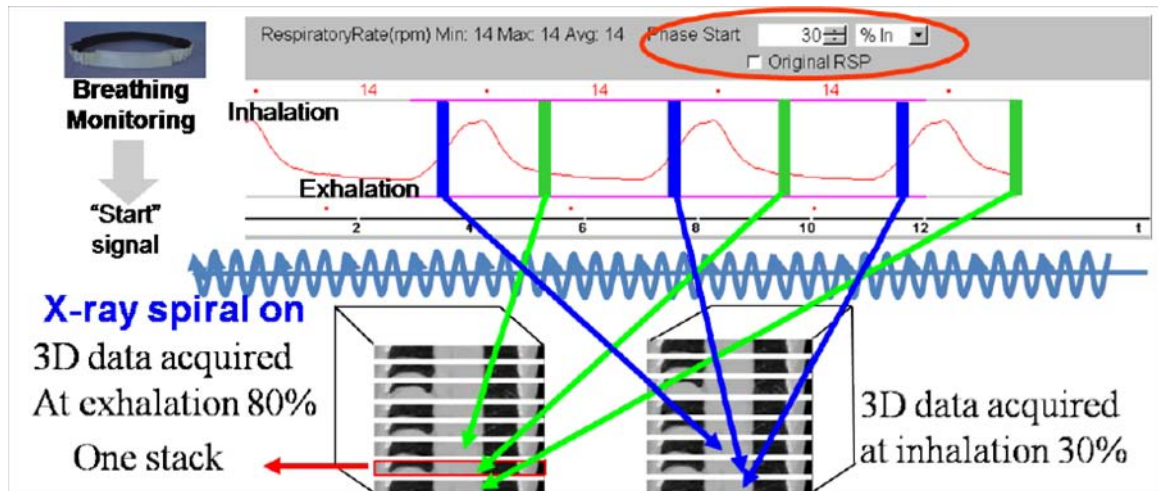 RespiratoryRate(rpm) Min: 14 Max: 14 Avg: 14 Phase Start 30 % In
Original RSP
Breathing
Monitoring
14 14 14
Inhalation
Exhalation
"Start"
signal
2 4 6 8 10 12 t
X-ray spiral on
3D data acquired
At exhalation 80%
One stack
3D data acquired
at inhalation 30%